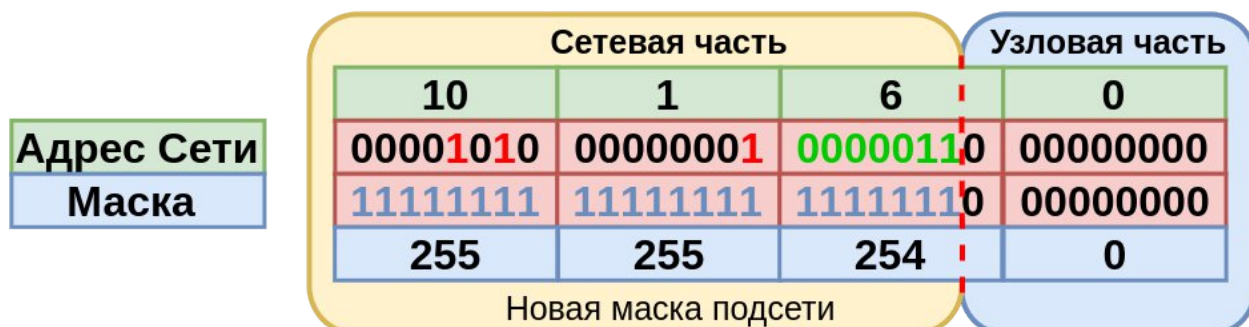 Сетевая часть Узловая часть
10 1 6 0
Адрес Сети 00001010 00000001 00000110 00000000
Маска 11111111 11111111 11111110 00000000
255 255 254 0
Новая маска подсети